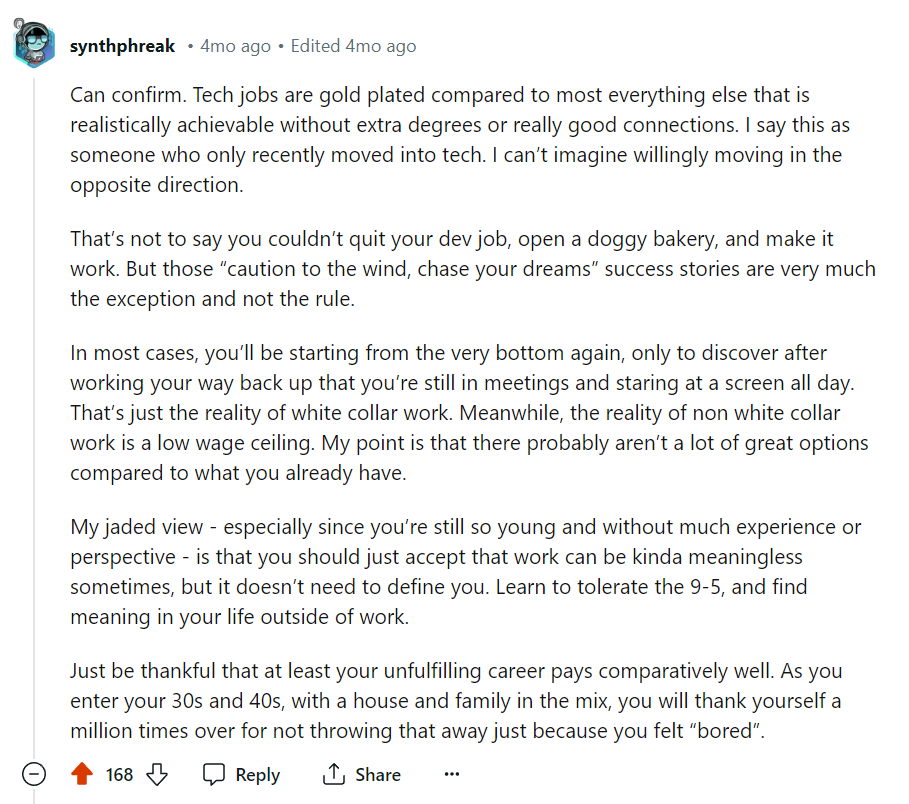 synthphreak • 4mo ago • Edited 4mo ago
Can confirm. Tech jobs are gold plated compared to most everything else that is
realistically achievable without extra degrees or really good connections. I say this as
someone who only recently moved into tech. I can’t imagine willingly moving in the
opposite direction.
That’s not to say you couldn’t quit your dev job, open a doggy bakery, and make it
work. But those “caution to the wind, chase your dreams” success stories are very much
the exception and not the rule.
In most cases, you’ll be starting from the very bottom again, only to discover after
working your way back up that you’re still in meetings and staring at a screen all day.
That’s just the reality of white collar work. Meanwhile, the reality of non white collar
work is a low wage ceiling. My point is that there probably aren’t a lot of great options
compared to what you already have.
My jaded view - especially since you’re still so young and without much experience or
perspective - is that you should just accept that work can be kinda meaningless
sometimes, but it doesn’t need to define you. Learn to tolerate the 9-5, and find
meaning in your life outside of work.
Just be thankful that at least your unfulfilling career pays comparatively well. As you
enter your 30s and 40s, with a house and family in the mix, you will thank yourself a
million times over for not throwing that away just because you felt “bored”.
168 Reply Share ···